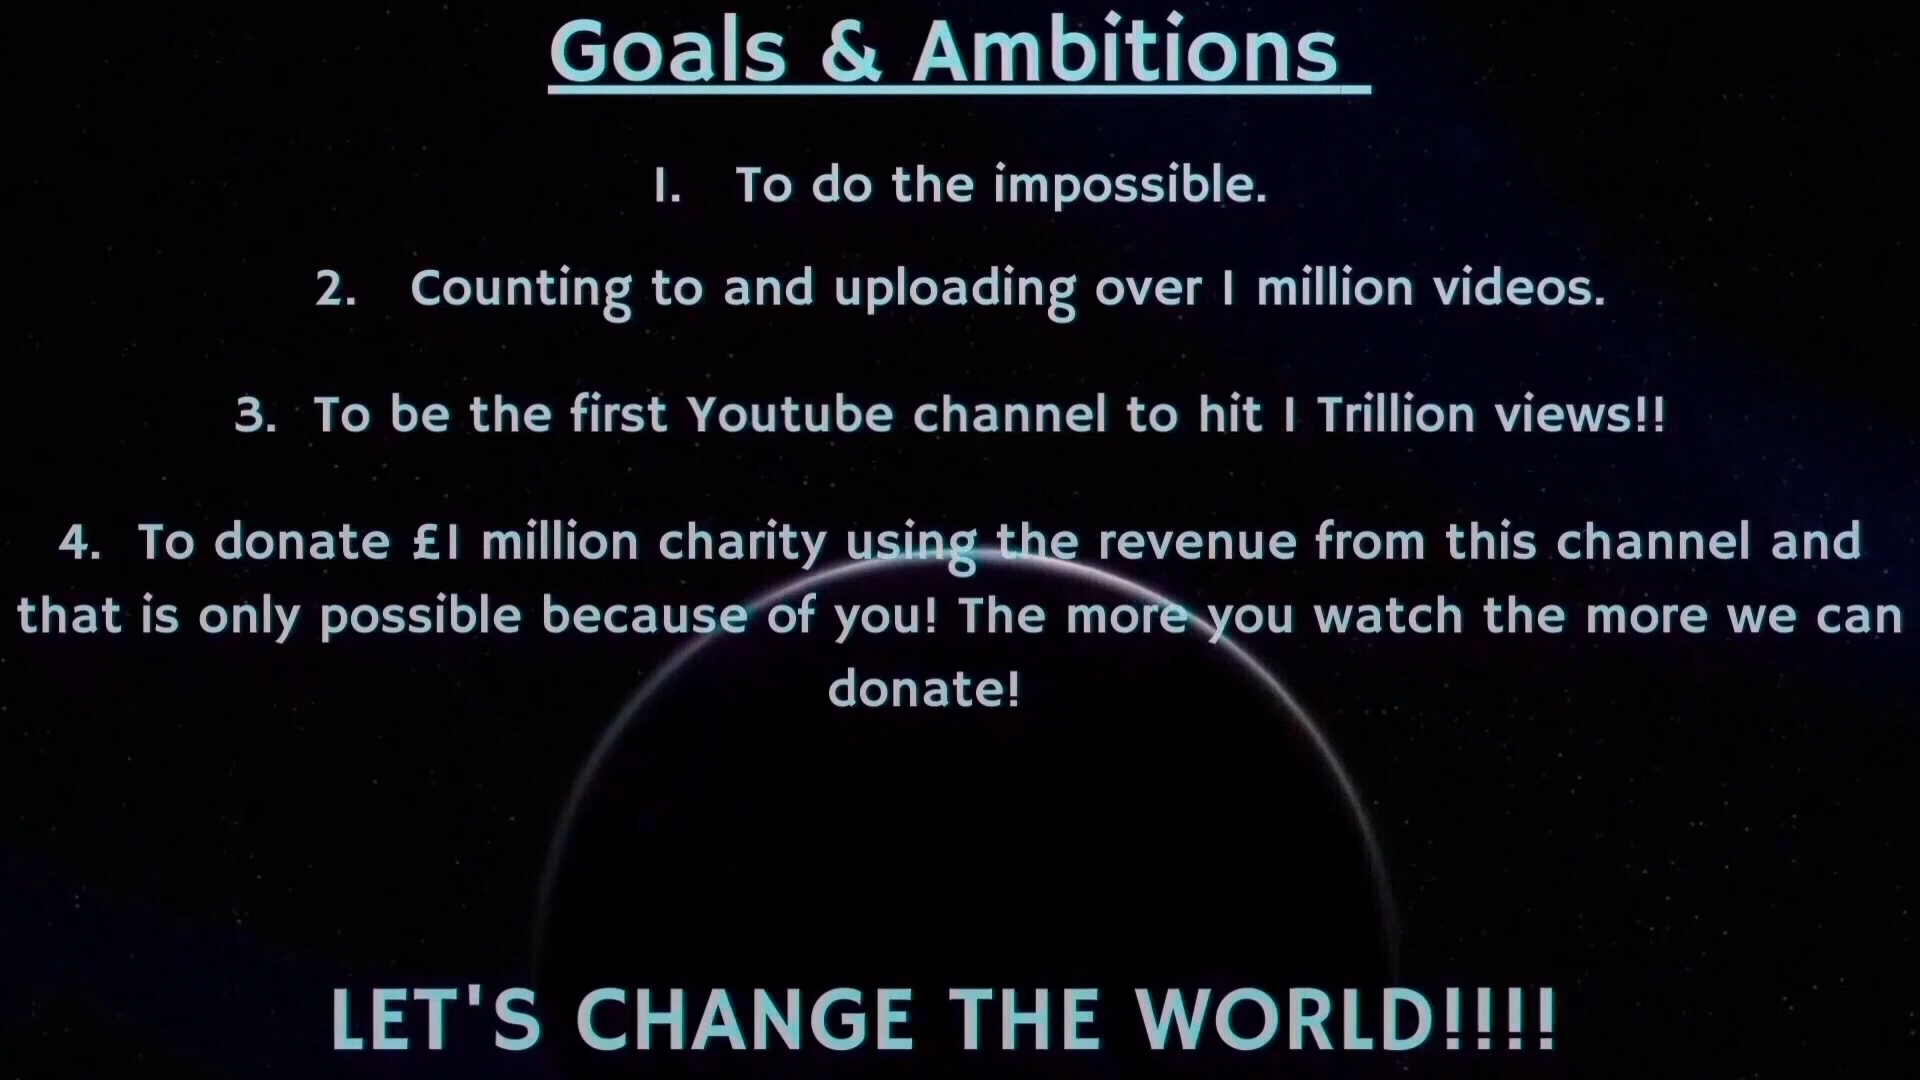 Goals & Ambitions
1. To do the impossible.
2. Counting to and uploading over 1 million videos.
3. To be the first Youtube channel to hit 1 Trillion views!!
4. To donate £1 million charity using the revenue from this channel and
that is only possible because of you! The more you watch the more we can
donate!
LET'S CHANGE THE WORLD!!!!